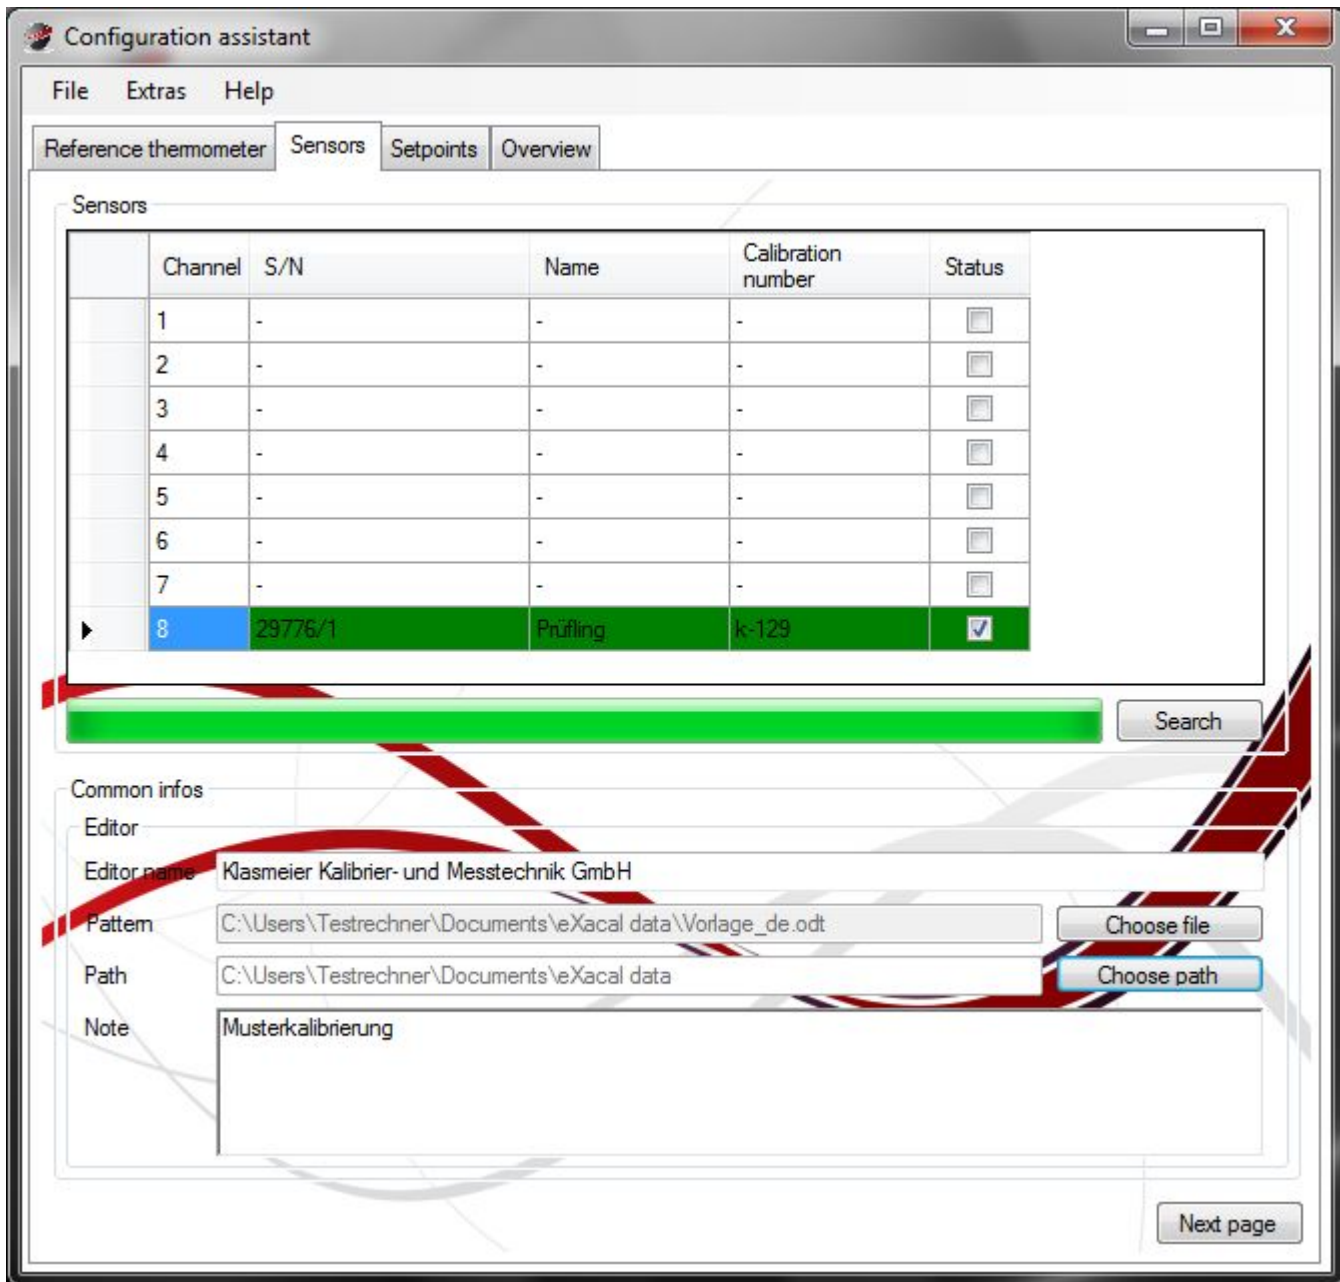 Configuration assistant
File Extras Help
Reference thermometer Sensors Setpoints Overview
Sensors
Channel S/N Name Calibration number Status
1 - - -
2 - - -
3 - - -
4 - - -
5 - - -
6 - - -
7 - - -
8 29776/1 Prüfling k-129
Search
Common infos
Editor
Editor name Klasmeier Kalibrier- und Messtechnik GmbH
Pattern C:\Users\Testrechner\Documents\eXacal data\Vorlage_de.odt Choose file
Path C:\Users\Testrechner\Documents\eXacal data Choose path
Note Musterkalibrierung
Next page